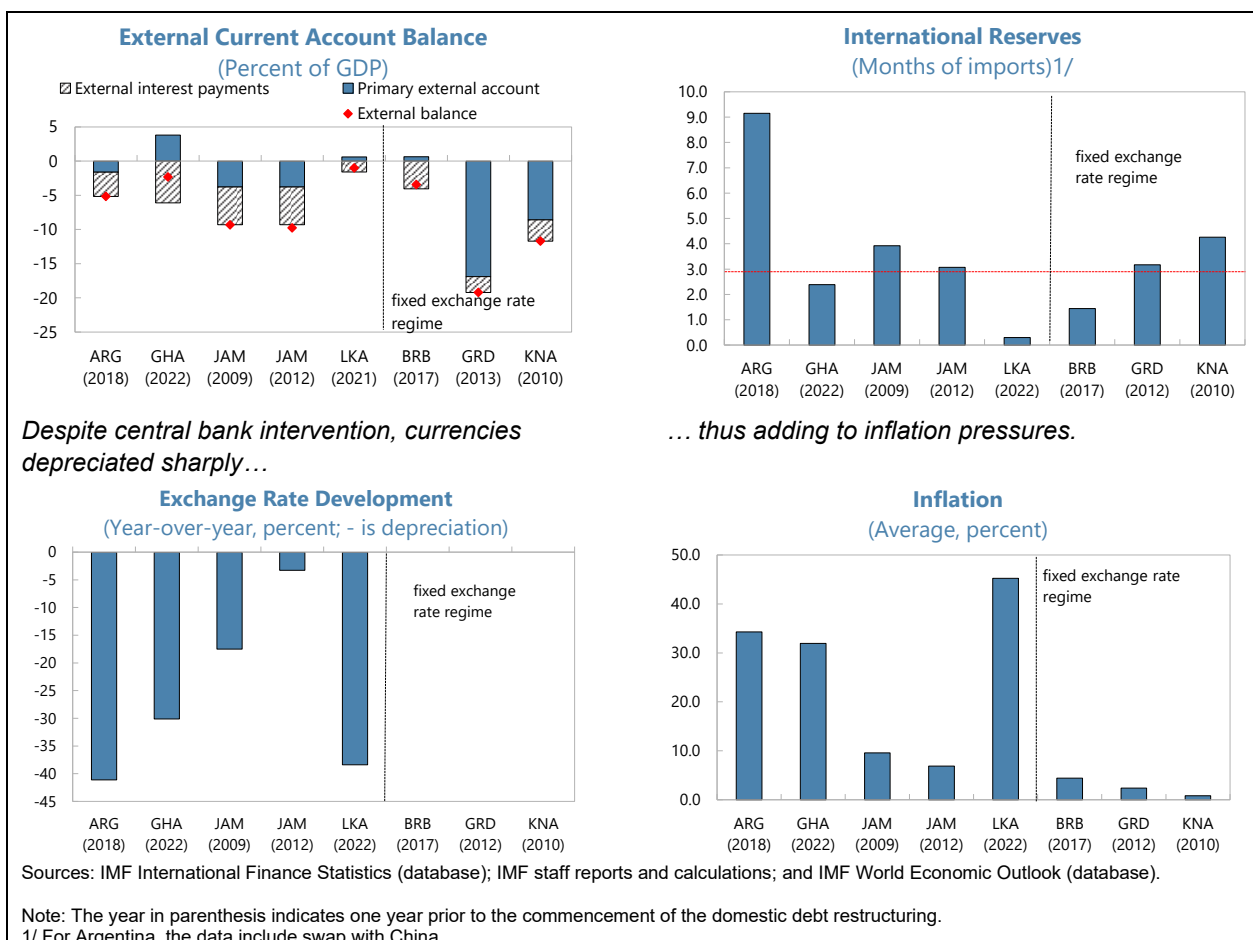 External Current Account Balance
(Percent of GDP)
External interest payments Primary external account
External balance
5
0
-5
-10
-15
-20
-25
fixed exchange rate
regime
ARG GHA JAM JAM LKA BRB GRD KNA
(2018) (2022) (2009) (2012) (2021) (2017) (2013) (2010)
International Reserves
(Months of imports)1/
10.0
9.0
8.0
7.0
6.0
5.0
4.0
3.0
2.0
1.0
0.0
fixed exchange
rate regime
ARG GHA JAM JAM LKA BRB GRD KNA
(2018) (2022) (2009) (2012) (2022) (2017) (2012) (2010)
Despite central bank intervention, currencies
depreciated sharply…
… thus adding to inflation pressures.
Exchange Rate Development
(Year-over-year, percent; - is depreciation)
0
-5
-10
-15
-20
-25
-30
-35
-40
-45
fixed exchange
rate regime
ARG GHA JAM JAM LKA BRB GRD KNA
(2018) (2022) (2009) (2012) (2022) (2017) (2012) (2010)
Inflation
(Average, percent)
50.0
40.0
30.0
20.0
10.0
0.0
fixed exchange rate
regime
ARG GHA JAM JAM LKA BRB GRD KNA
(2018) (2022) (2009) (2012) (2022) (2017) (2012) (2010)
Sources: IMF International Finance Statistics (database); IMF staff reports and calculations; and IMF World Economic Outlook (database).
Note: The year in parenthesis indicates one year prior to the commencement of the domestic debt restructuring.
1/ For Argentina, the data include swap with China